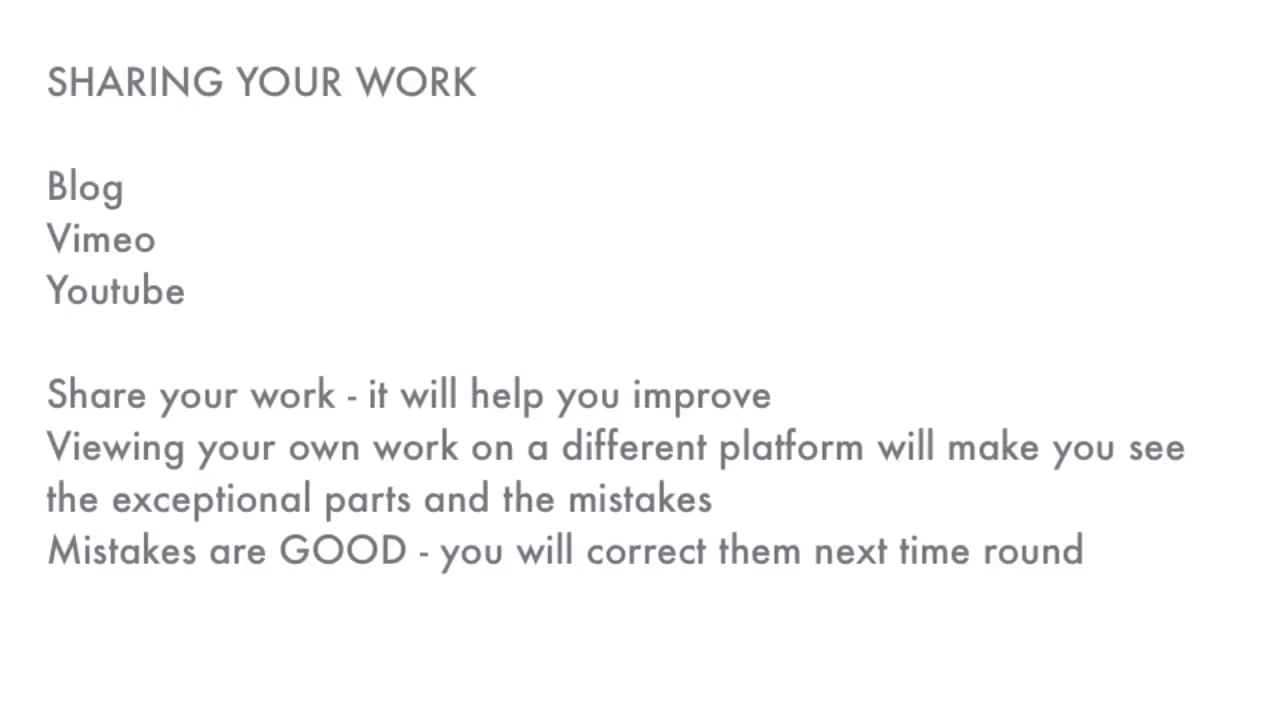 SHARING YOUR WORK
Blog
Vimeo
Youtube
Share your work - it will help you improve
Viewing your own work on a different platform will make you see
the exceptional parts and the mistakes
Mistakes are GOOD - you will correct them next time round